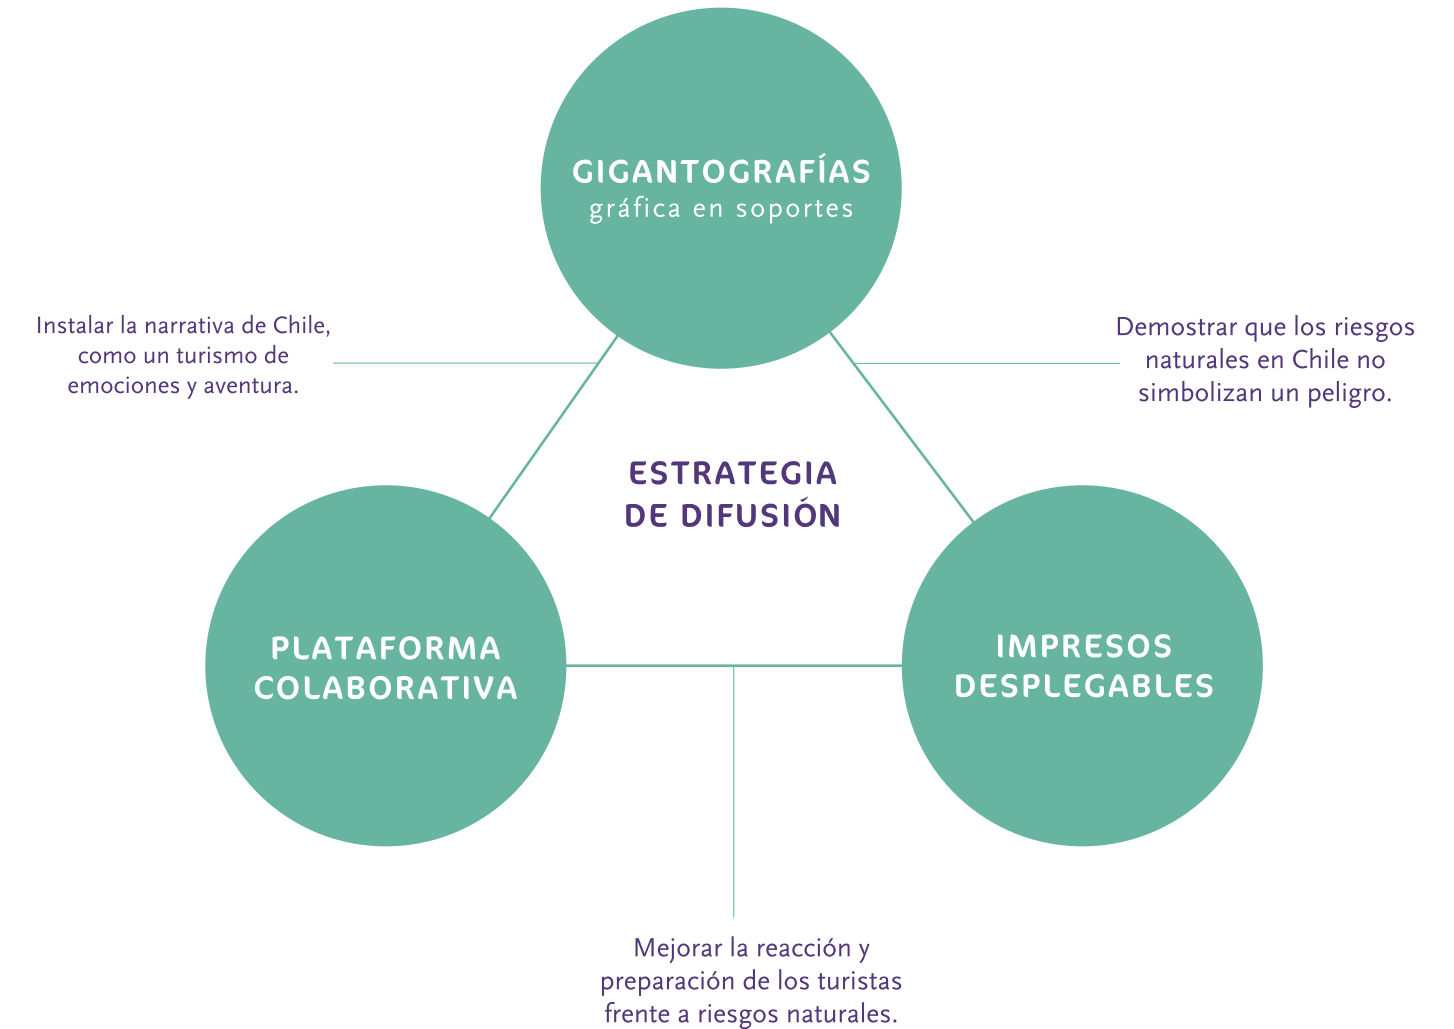 GIGANTOGRAFÍAS
gráfica en soportes
Instalar la narrativa de Chile,
como un turismo de
emociones y aventura.
Demostrar que los riesgos
naturales en Chile no
simbolizan un peligro.
ESTRATEGIA
DE DIFUSIÓN
PLATAFORMA
COLABORATIVA
IMPRESOS
DESPLEGABLES
Mejorar la reacción y
preparación de los turistas
frente a riesgos naturales.